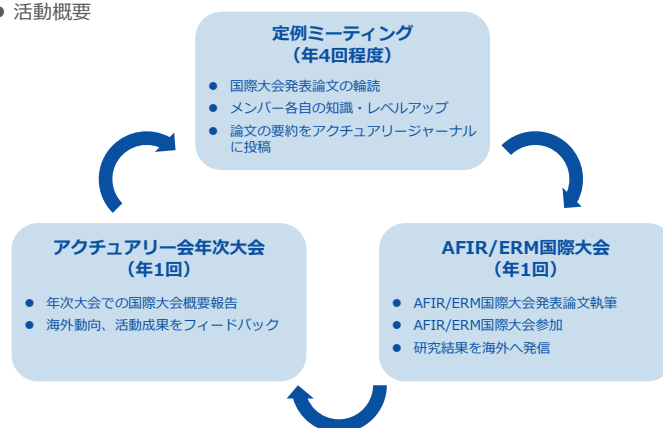 ● 活動概要
定例ミーティング
（年4回程度）
● 国際大会発表論文の輪読
● メンバー各自の知識・レベルアップ
● 論文の要約をアクチュアリージャーナル
に投稿
アクチュアリー会年次大会
（年1回）
● 年次大会での国際大会概要報告
● 海外動向、活動成果をフィードバック
AFIR/ERM国際大会
（年1回）
● AFIR/ERM国際大会発表論文執筆
● AFIR/ERM国際大会参加
● 研究結果を海外へ発信